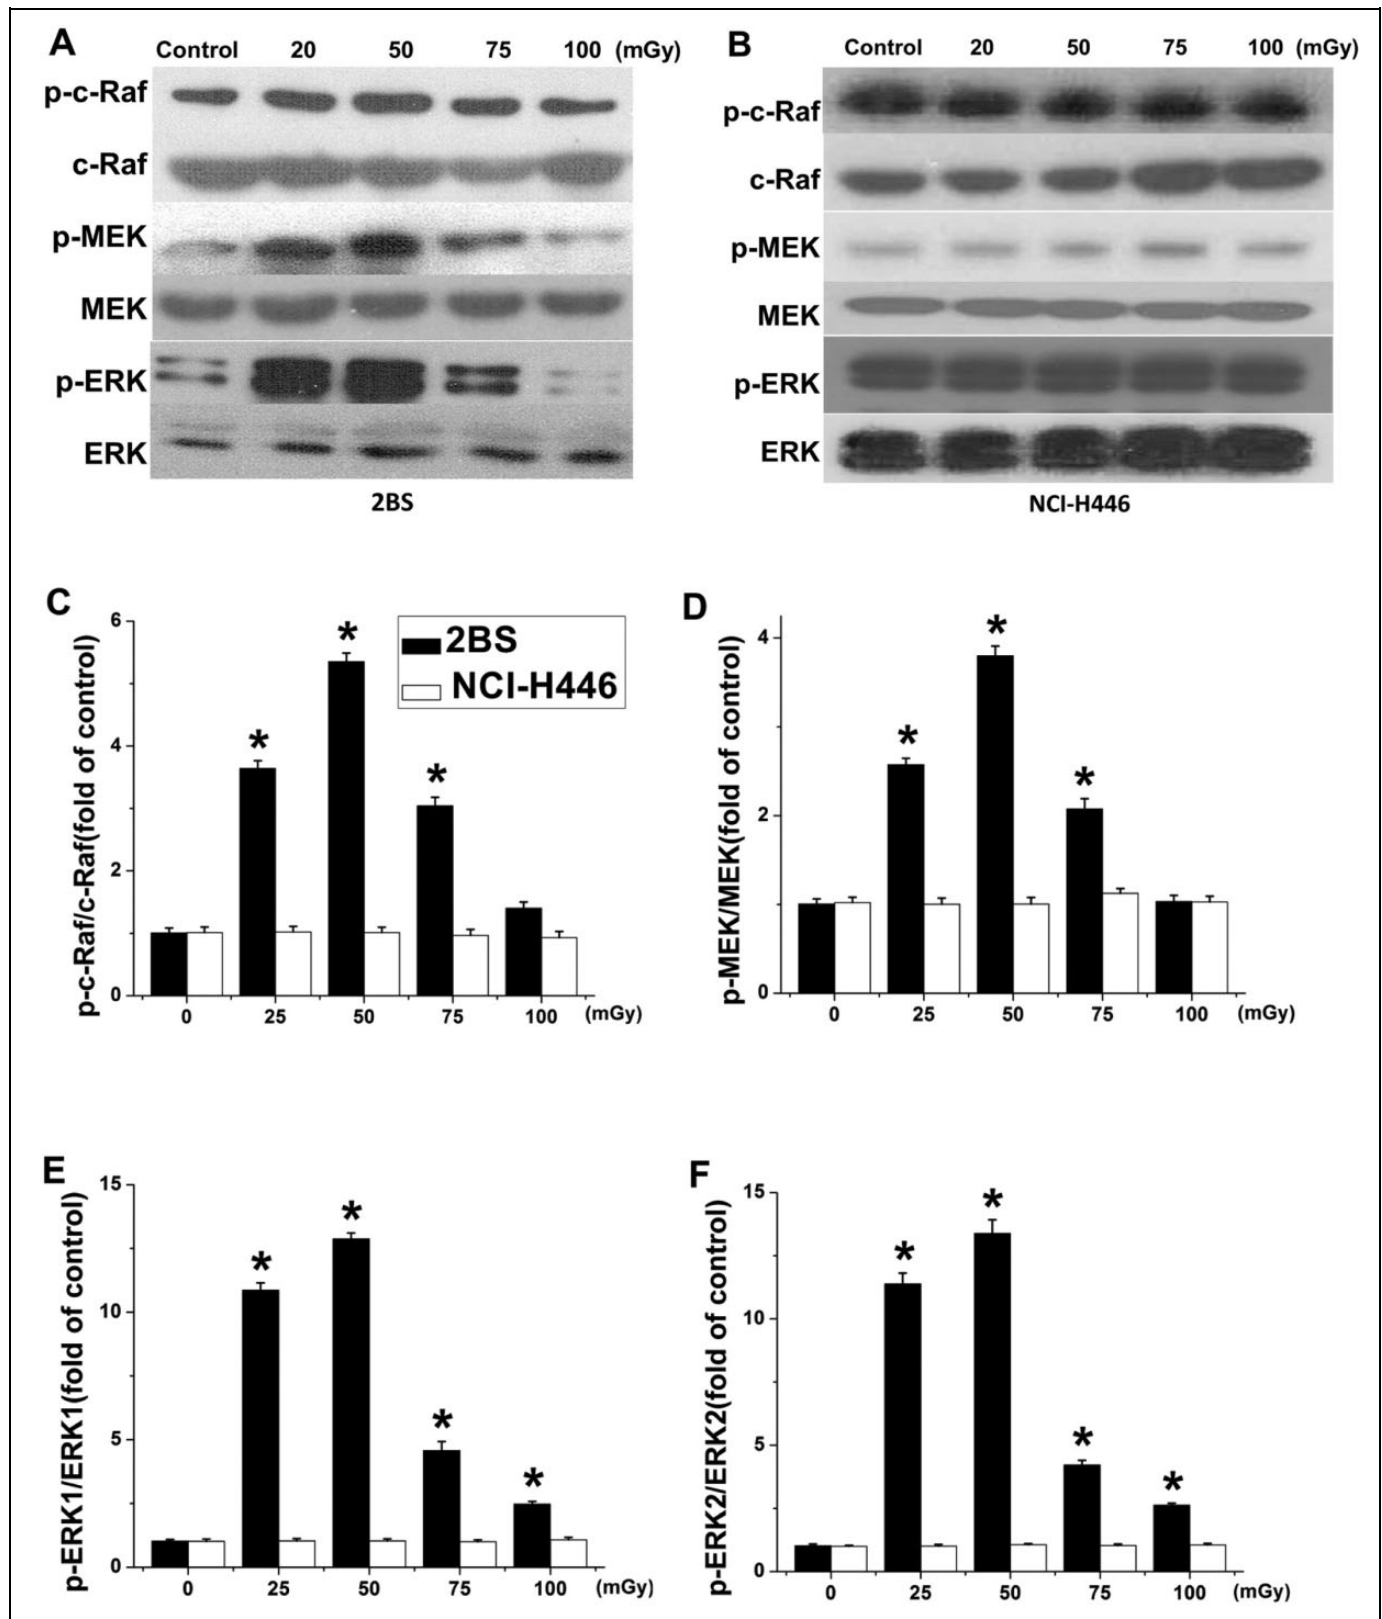 A
Control 20 50 75 100 (mGy)
p-c-Raf
c-Raf
p-MEK
MEK
p-ERK
ERK
2BS
B
Control 20 50 75 100 (mGy)
p-c-Raf
c-Raf
p-MEK
MEK
p-ERK
ERK
NCI-H446
C
p-c-Raf/c-Raf(fold of control)
6
4
2
0
*
*
*
2BS
NCI-H446
0 25 50 75 100 (mGy)
D
p-MEK/MEK(fold of control)
4
2
0
*
*
*
0 25 50 75 100 (mGy)
E
p-ERK1/ERK1(fold of control)
15
10
5
0
*
*
*
*
0 25 50 75 100 (mGy)
F
p-ERK2/ERK2(fold of control)
15
10
5
0
*
*
*
*
0 25 50 75 100 (mGy)